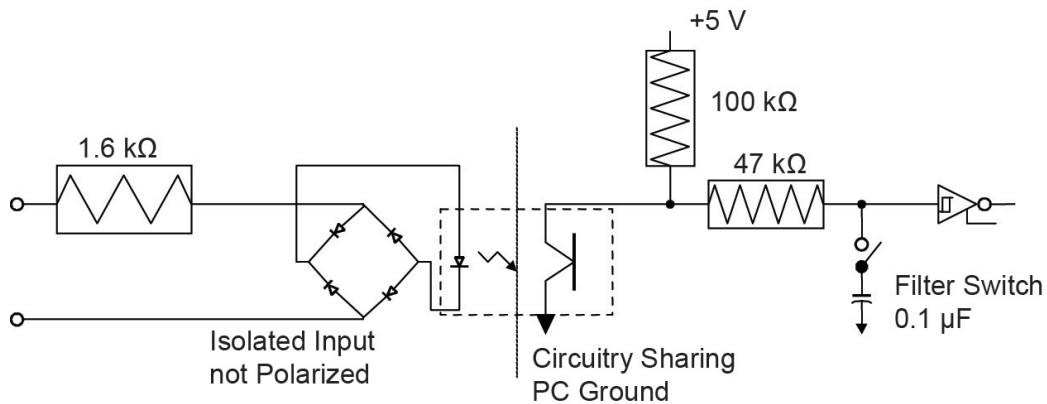 +5 V
100 kΩ
1.6 kΩ
47 kΩ
Filter Switch
0.1 µF
Isolated Input
not Polarized
Circuitry Sharing
PC Ground